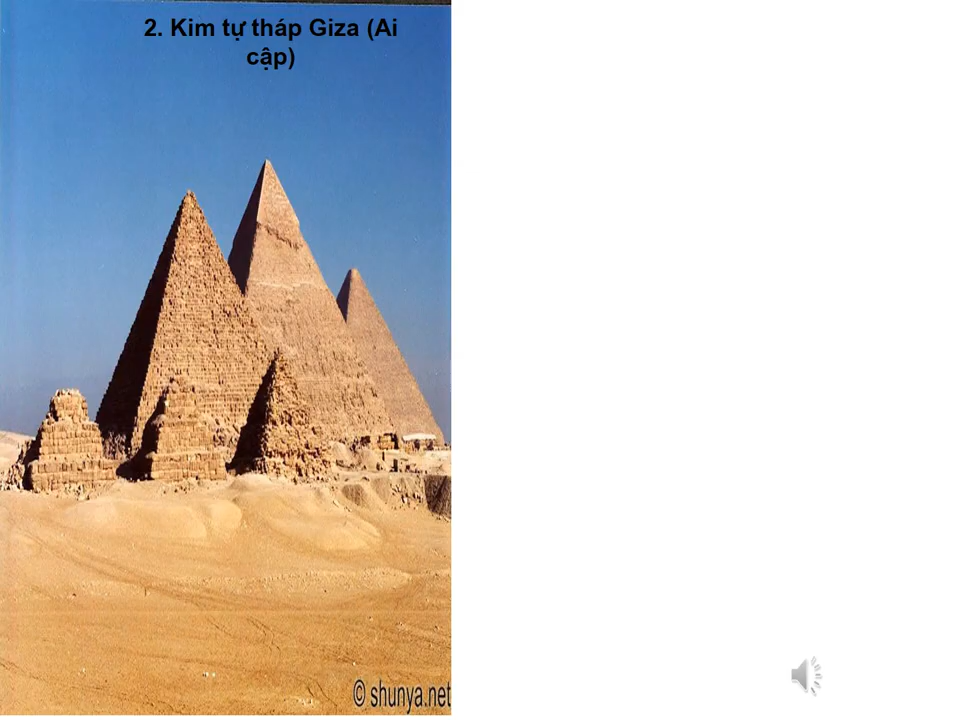 2. Kim tự tháp Giza (Ai
cập)
© shunya.net